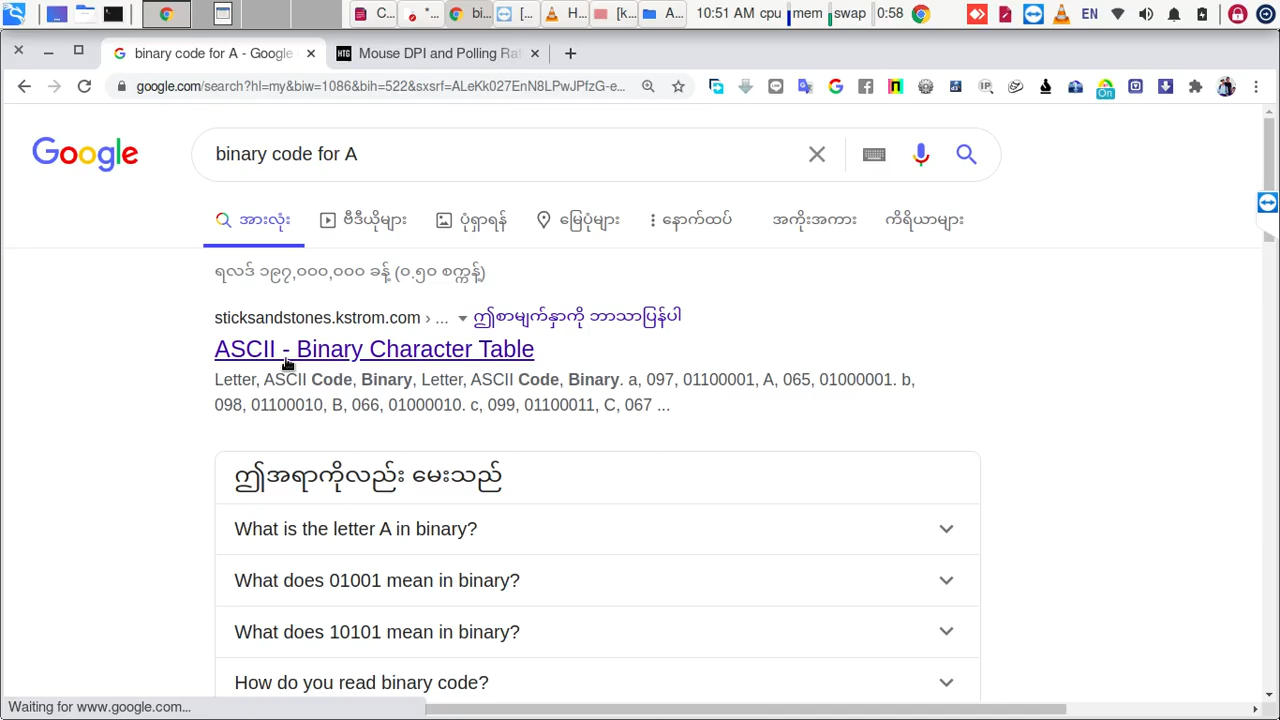 C...
*...
bi...
[...
H...
[k...
A...
10:51 AM cpu mem swap 0:58
EN
binary code for A - Google
Mouse DPI and Polling Ra
google.com/search?hl=my&biw=1086&bih=522&sxsrf=ALeKk027EnN8LPwJPfzG-e...
On
Google
binary code for A
အားလုံး ဗီဒီယိုများ ပုံရှာရန် မြေပုံများ နောက်ထပ် အကိုးအကား ကိရိယာများ
ရလဒ် ၁၉၇,၀၀၀,၀၀၀ ခန့် (၀.၅၀ စက္ကန့်)
sticksandstones.kstrom.com › ... ဤစာမျက်နှာကို ဘာသာပြန်ပါ
ASCII - Binary Character Table
Letter, ASCII Code, Binary, Letter, ASCII Code, Binary. a, 097, 01100001, A, 065, 01000001. b,
098, 01100010, B, 066, 01000010. c, 099, 01100011, C, 067 ...
ဤအရာကိုလည်း မေးသည်
What is the letter A in binary?
What does 01001 mean in binary?
What does 10101 mean in binary?
How do you read binary code?
Waiting for www.google.com...